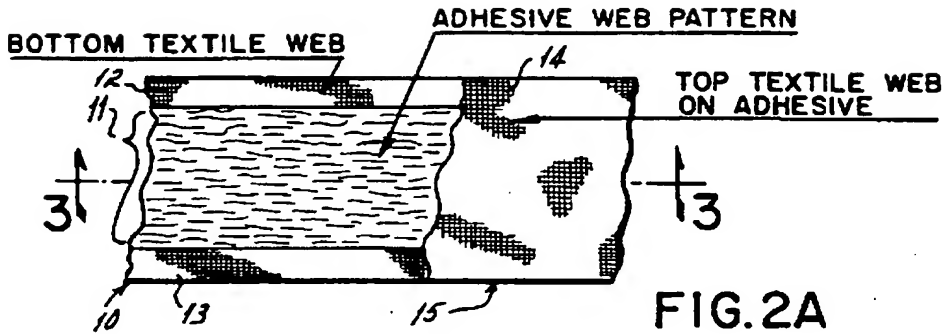 ADHESIVE WEB PATTERN
BOTTOM TEXTILE WEB
12
14
TOP TEXTILE WEB
ON ADHESIVE
11
3
3
10
13
15
FIG. 2A